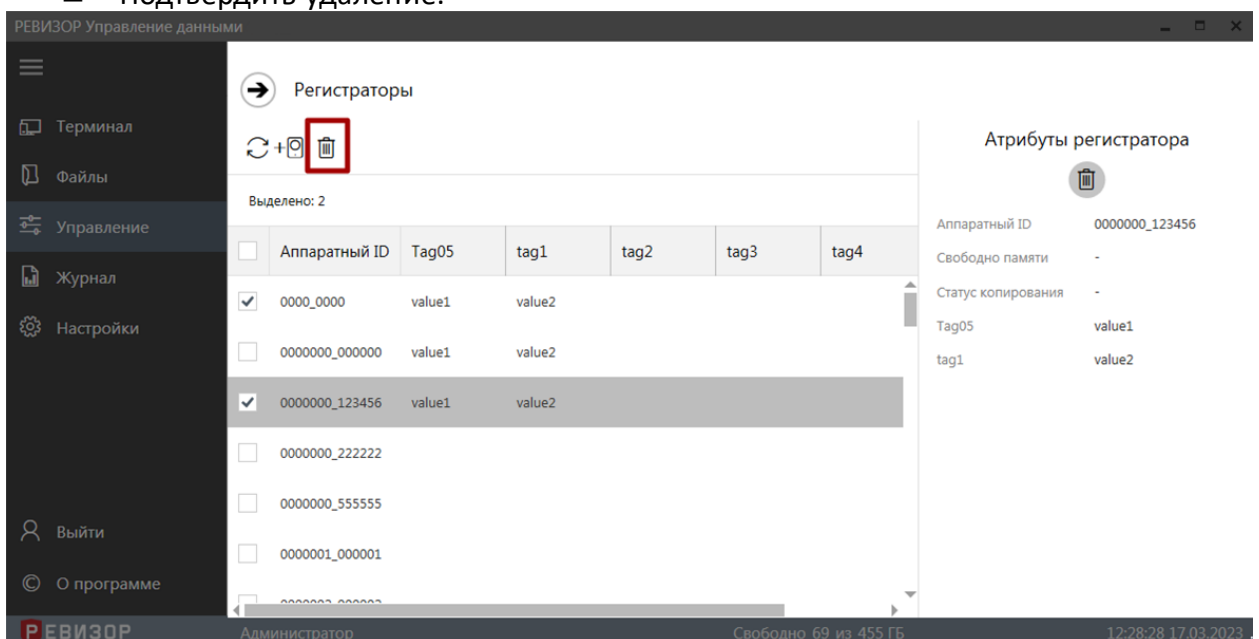 Подтвердить удаление.
РЕВИЗОР Управление данными
Терминал
Файлы
Управление
Журнал
Настройки
Выйти
О программе
Регистраторы
Выделено: 2
Аппаратный ID Tag05 tag1 tag2 tag3 tag4
0000_0000 value1 value2
0000000_000000 value1 value2
0000000_123456 value1 value2
0000000_222222
0000000_555555
0000001_000001
Атрибуты регистратора
Аппаратный ID 0000000_123456
Свободно памяти -
Статус копирования -
Tag05 value1
tag1 value2
РЕВИЗОР Администратор Свободно 69 из 455 ГБ 12:28:28 17.03.2023